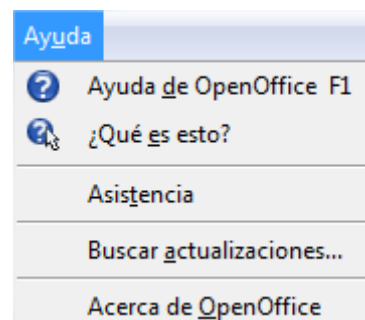 Ayuda
Ayuda de OpenOffice F1
¿Qué es esto?
Asistencia
Buscar actualizaciones...
Acerca de OpenOffice